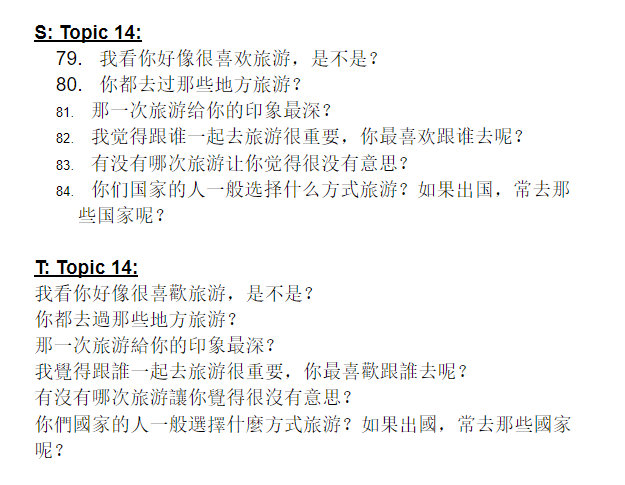 S: Topic 14:
79. 我看你好像很喜欢旅游，是不是？
80. 你都去过那些地方旅游？
81. 那一次旅游给你的印象最深？
82. 我觉得跟谁一起去旅游很重要，你最喜欢跟谁去呢？
83. 有没有哪次旅游让你觉得很没有意思？
84. 你们国家的人一般选择什么方式旅游？如果出国，常去那
些国家呢？
T: Topic 14:
我看你好像很喜歡旅游，是不是？
你都去過那些地方旅游？
那一次旅游給你的印象最深？
我覺得跟誰一起去旅游很重要，你最喜歡跟誰去呢？
有沒有哪次旅游讓你覺得很沒有意思？
你們國家的人一般選擇什麼方式旅游？如果出國，常去那些國家
呢？